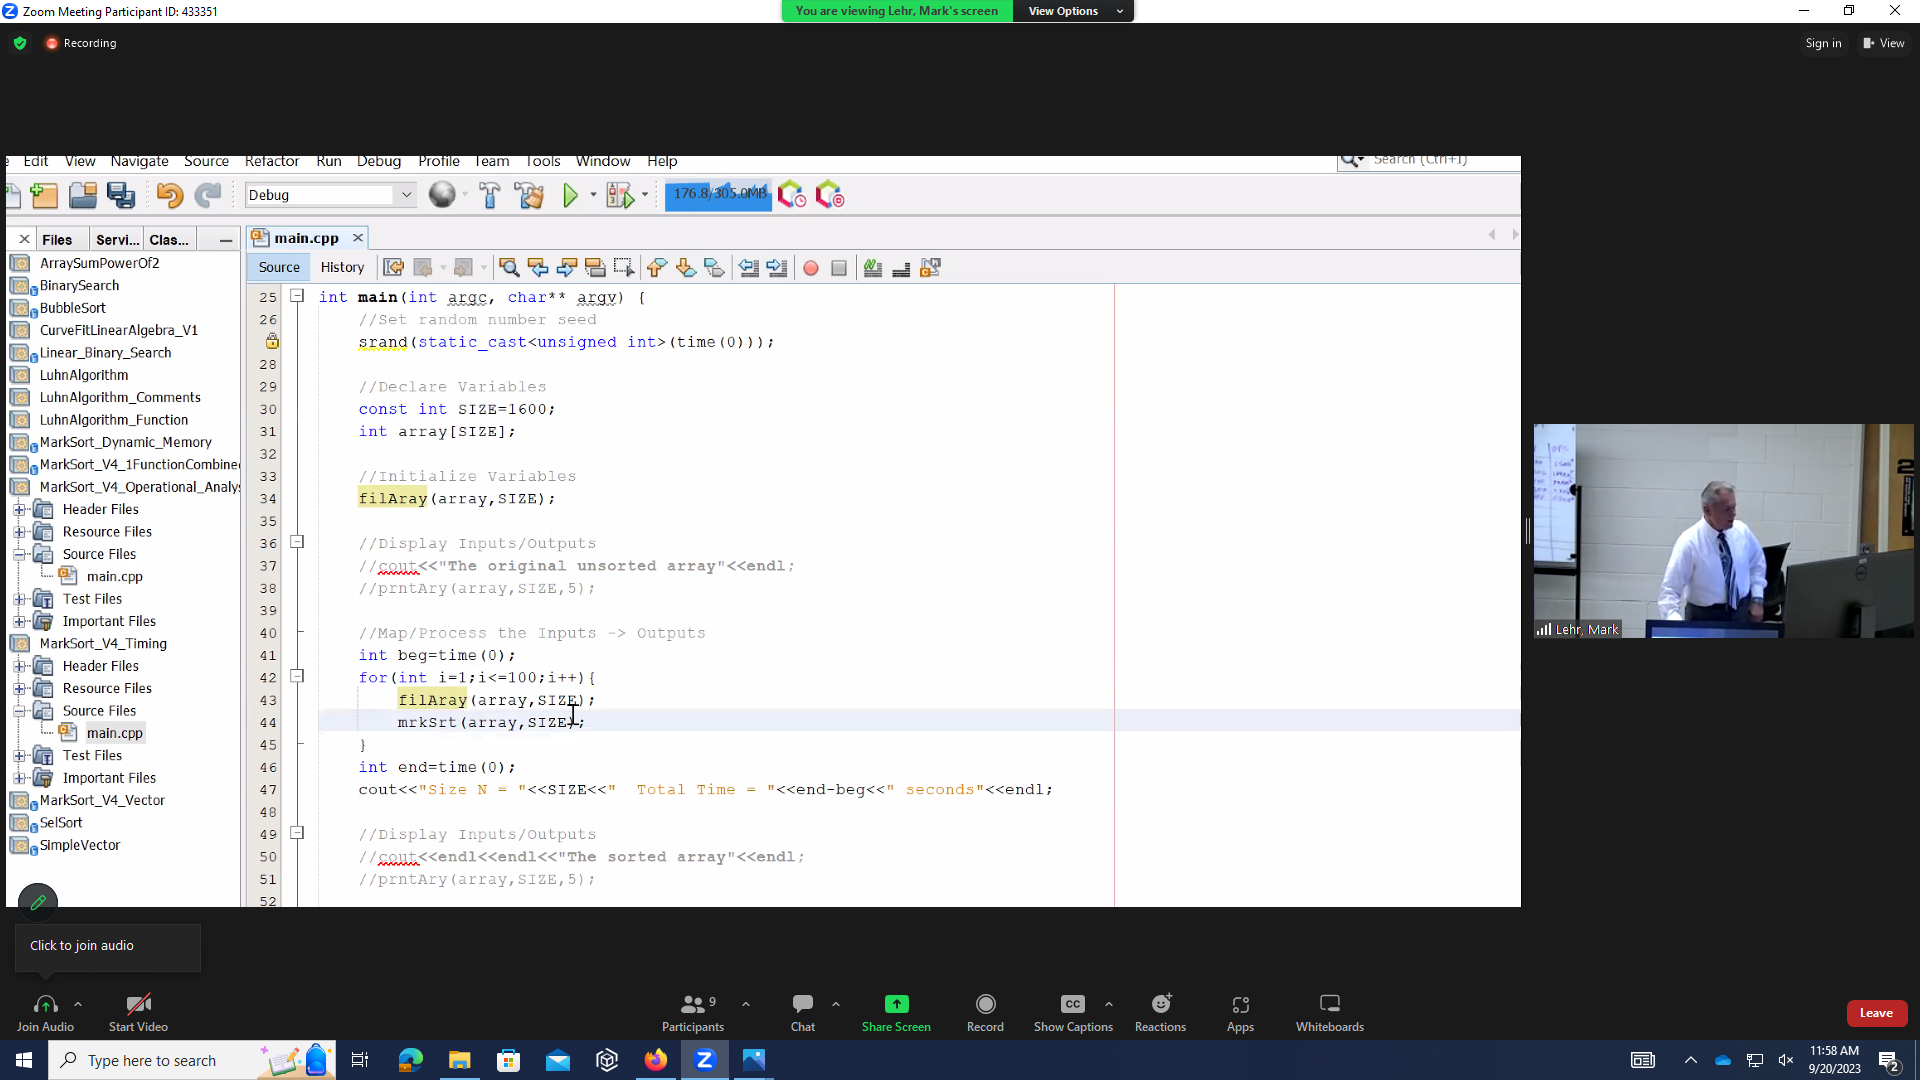 Zoom Meeting Participant ID: 433351
You are viewing Lehr, Mark's screen
View Options
Recording
Sign in
View
Edit View Navigate Source Refactor Run Debug Profile Team Tools Window Help
Search (Ctrl+I)
Debug
176.8/305.0MB
Files Servi... Clas...
main.cpp
Source History
ArraySumPowerOf2
BinarySearch
BubbleSort
CurveFitLinearAlgebra_V1
Linear_Binary_Search
LuhnAlgorithm
LuhnAlgorithm_Comments
LuhnAlgorithm_Function
MarkSort_Dynamic_Memory
MarkSort_V4_1FunctionCombine
MarkSort_V4_Operational_Analys
Header Files
Resource Files
Source Files
main.cpp
Test Files
Important Files
MarkSort_V4_Timing
Header Files
Resource Files
Source Files
main.cpp
Test Files
Important Files
MarkSort_V4_Vector
SelSort
SimpleVector
25 int main(int argc, char** argv) {
26 //Set random number seed
srand(static_cast<unsigned int>(time(0)));
28
29 //Declare Variables
30 const int SIZE=1600;
31 int array[SIZE];
32
33 //Initialize Variables
34 filAray(array,SIZE);
35
36 //Display Inputs/Outputs
37 //cout<<"The original unsorted array"<<endl;
38 //prntAry(array,SIZE,5);
39
40 //Map/Process the Inputs -> Outputs
41 int beg=time(0);
42 for(int i=1;i<=100;i++){
43 filAray(array,SIZE);
44 mrkSrt(array,SIZE);
45 }
46 int end=time(0);
47 cout<<"Size N = "<<SIZE<<"  Total Time = "<<end-beg<<" seconds"<<endl;
48
49 //Display Inputs/Outputs
50 //cout<<endl<<endl<<"The sorted array"<<endl;
51 //prntAry(array,SIZE,5);
52
Lehr, Mark
Click to join audio
Join Audio
Start Video
Participants 9
Chat
Share Screen
Record
CC
Show Captions
Reactions
Apps
Whiteboards
Leave
Type here to search
11:58 AM
9/20/2023
2